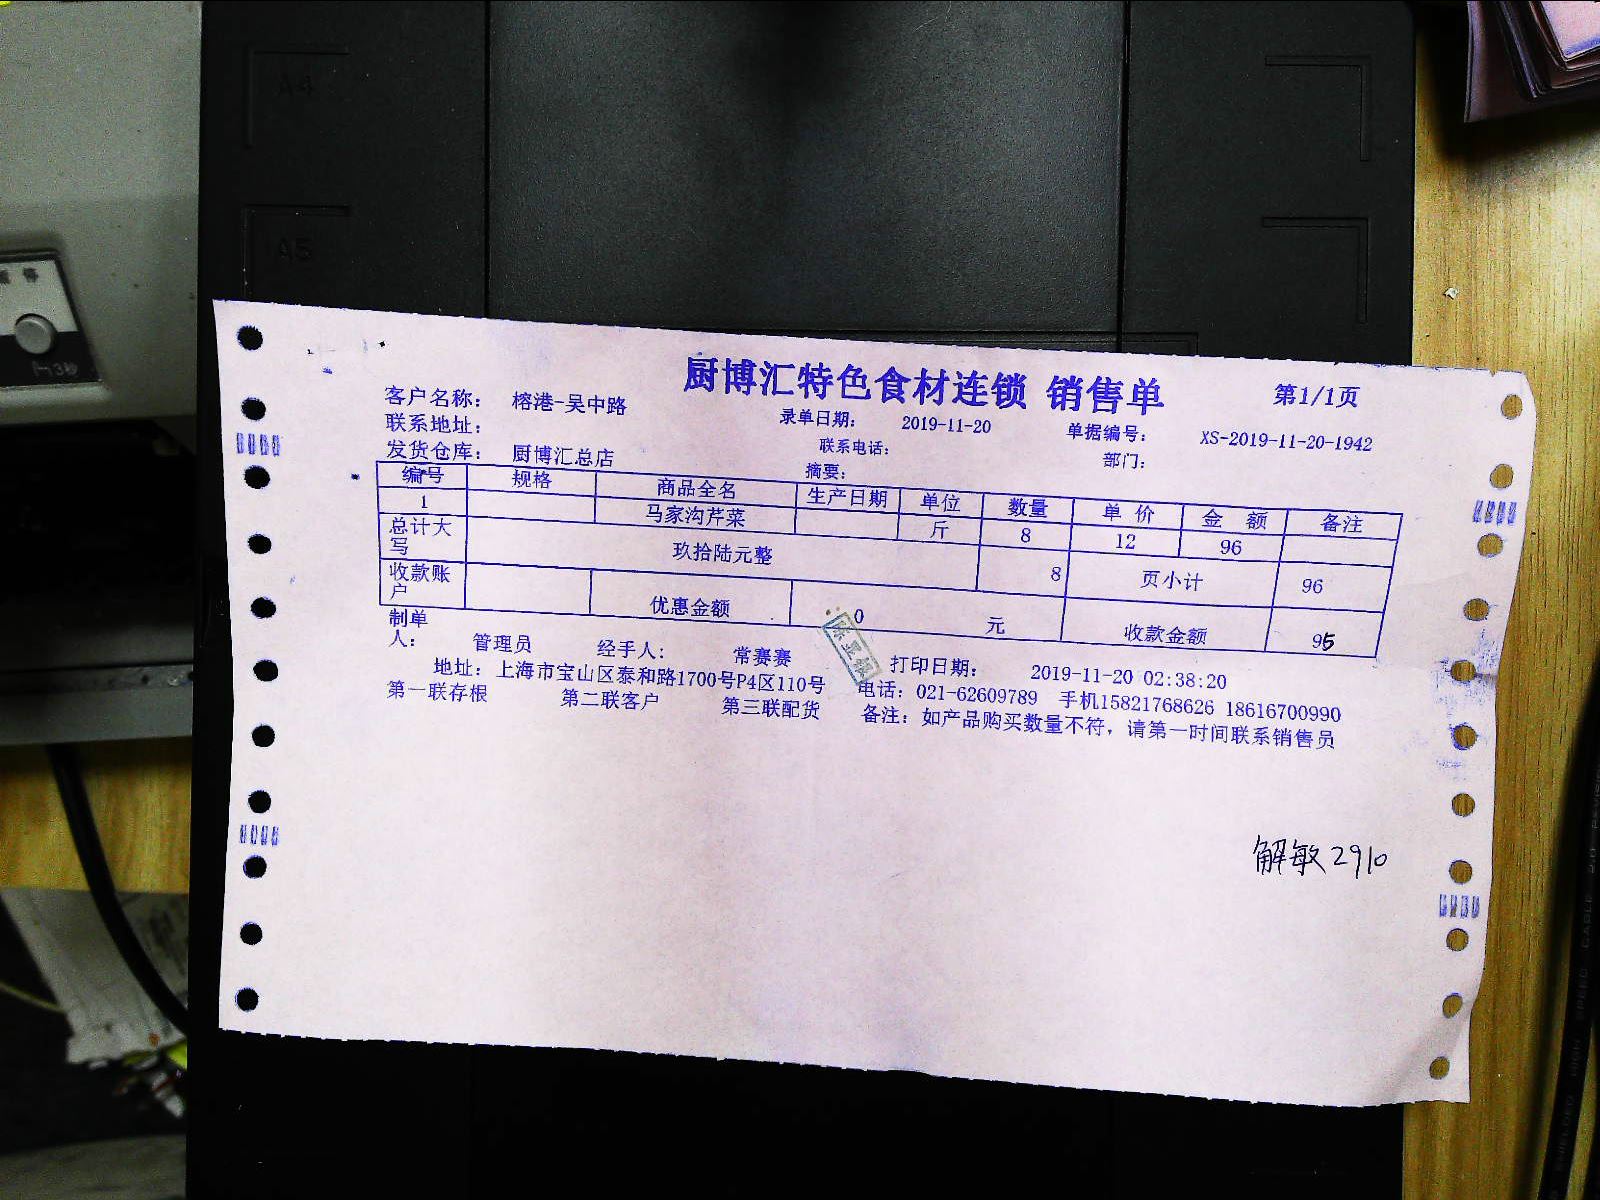 A4
A5
厨博汇特色食材连锁 销售单
第1/1页
客户名称: 榕港-吴中路
录单日期: 2019-11-20
单据编号: XS-2019-11-20-1942
联系地址:
联系电话:
部门:
发货仓库: 厨博汇总店
摘要:
编号 规格 商品全名 生产日期 单位 数量 单价 金额 备注
1 马家沟芹菜 斤 8 12 96
总计大写 玖拾陆元整 8 页小计 96
收款账户 优惠金额 0 元 收款金额 95
制单人: 管理员 经手人: 常赛赛 打印日期: 2019-11-20 02:38:20
地址: 上海市宝山区泰和路1700号P4区110号 电话: 021-62609789 手机15821768626 18616700990
第一联存根 第二联客户 第三联配货 备注: 如产品购买数量不符, 请第一时间联系销售员
解敏2910